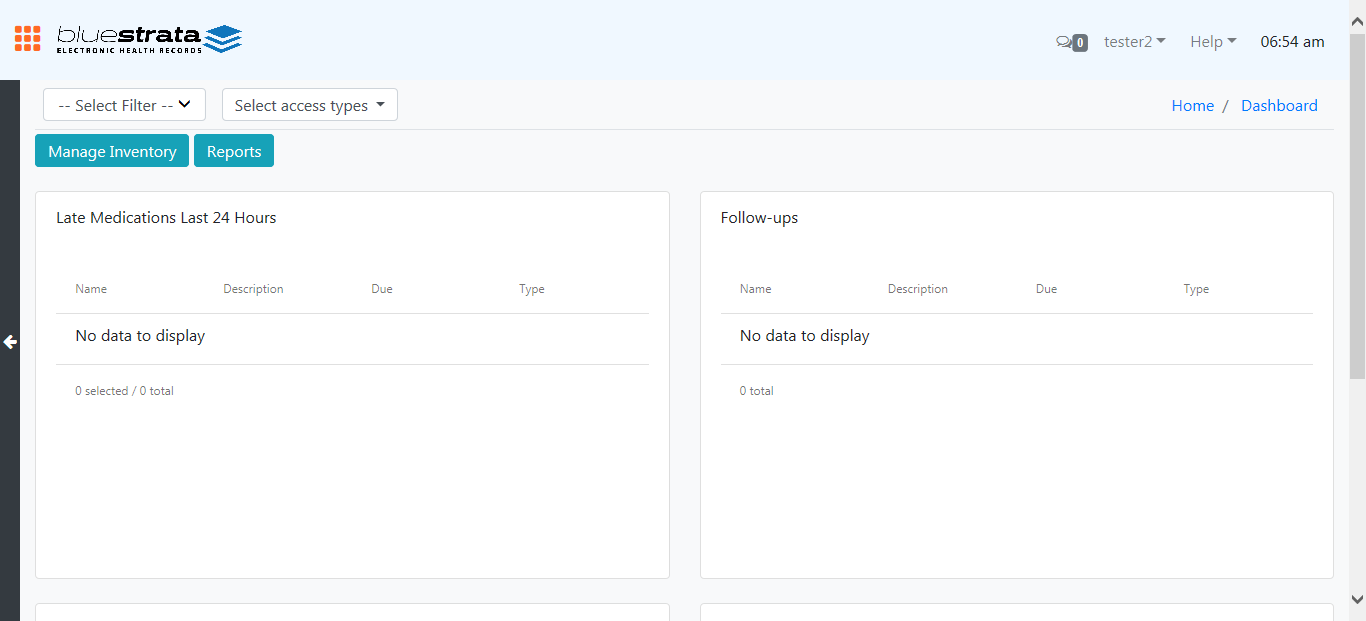 bluestrata
ELECTRONIC HEALTH RECORDS
0
tester2
Help
06:54 am
-- Select Filter --
Select access types
Home / Dashboard
Manage Inventory
Reports
Late Medications Last 24 Hours
Name Description Due Type
No data to display
0 selected / 0 total
Follow-ups
Name Description Due Type
No data to display
0 total